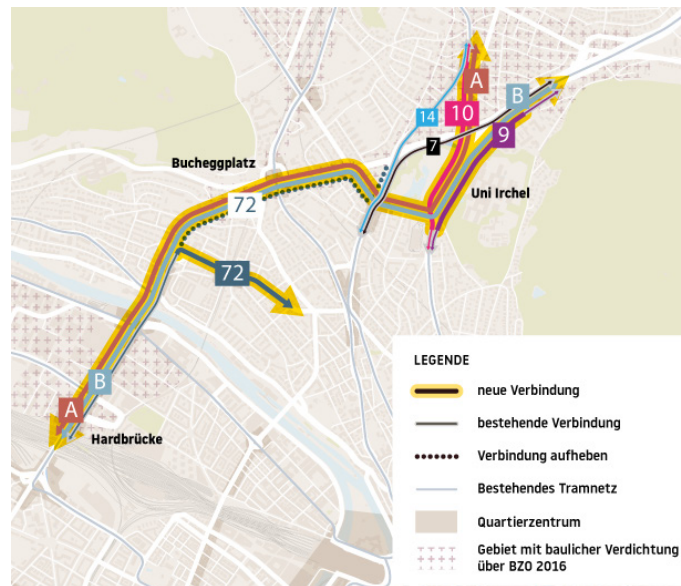 A
B
14
10
7
9
Bucheggplatz
Uni Irchel
72
72
B
A
Hardbrücke
LEGENDE
neue Verbindung
bestehende Verbindung
Verbindung aufheben
Bestehendes Tramnetz
Quartierzentrum
Gebiet mit baulicher Verdichtung
über BZO 2016